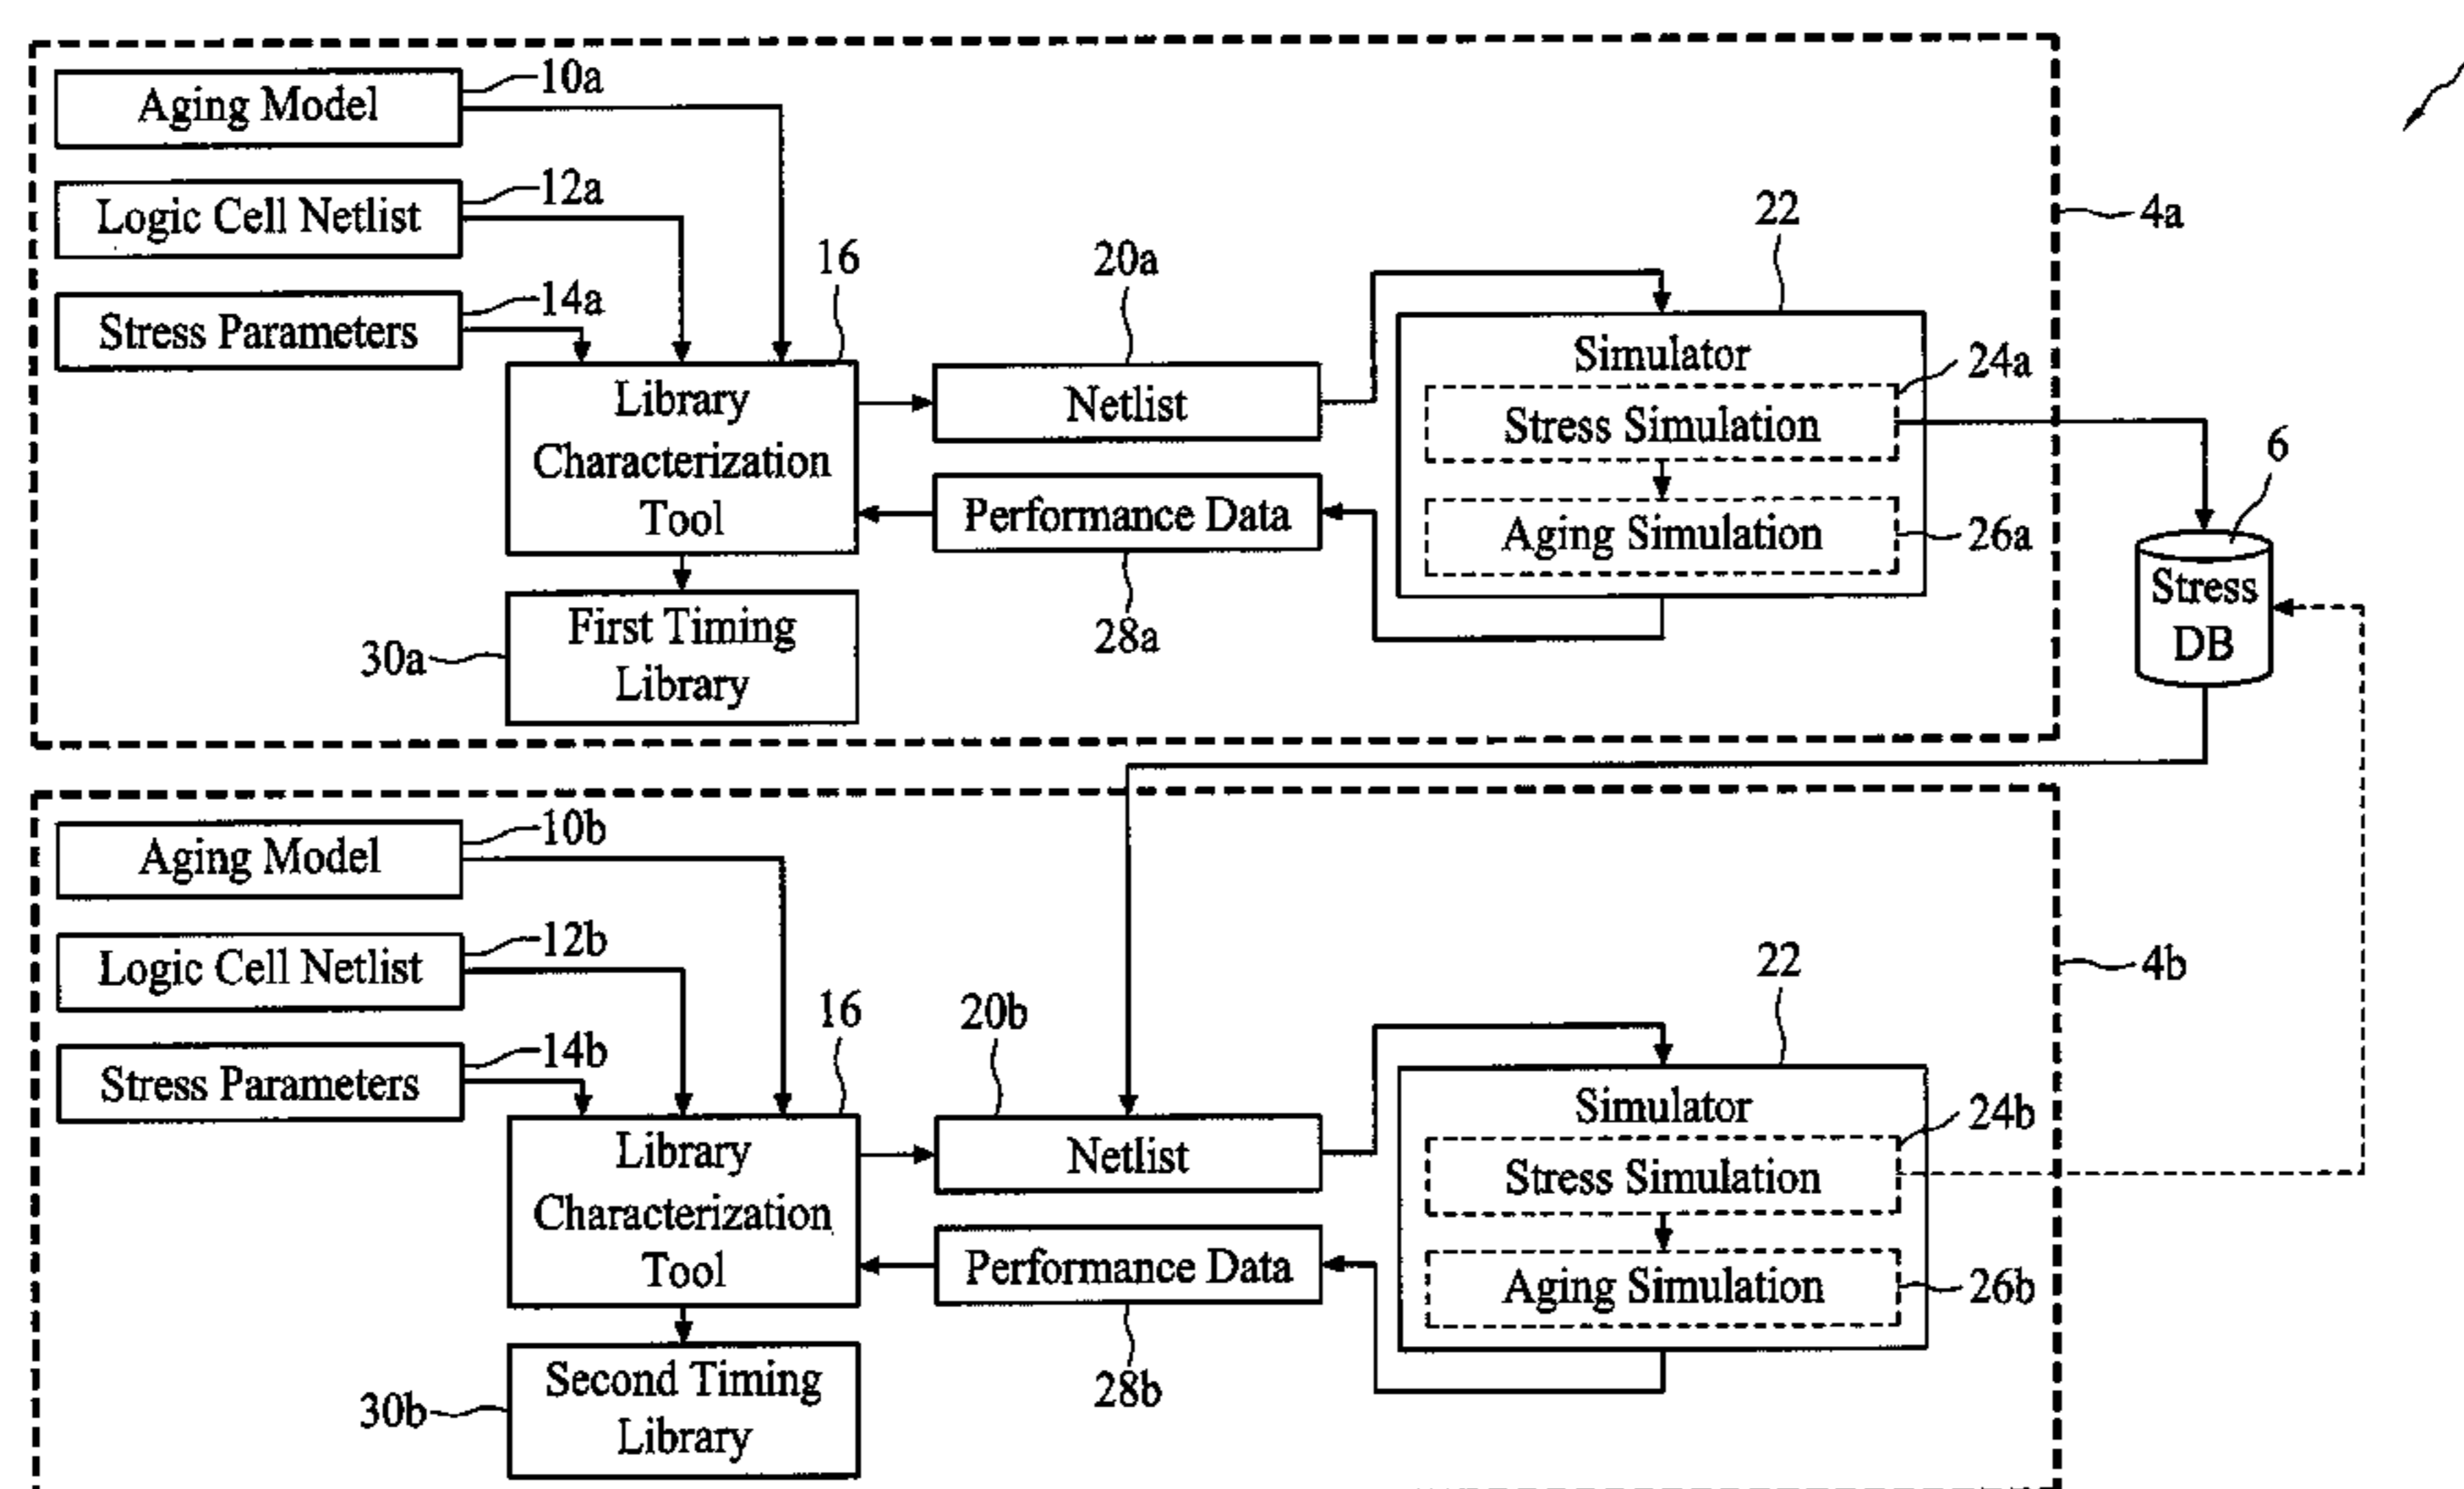 Aging Model
10a
Logic Cell Netlist
12a
Stress Parameters
14a
16
Library
Characterization
Tool
20a
Netlist
22
Simulator
Stress Simulation
24a
Aging Simulation
26a
Performance Data
28a
First Timing
Library
30a
4a
6
Stress
DB
Aging Model
10b
Logic Cell Netlist
12b
Stress Parameters
14b
16
Library
Characterization
Tool
20b
Netlist
22
Simulator
Stress Simulation
24b
Aging Simulation
26b
Performance Data
28b
Second Timing
Library
30b
4b